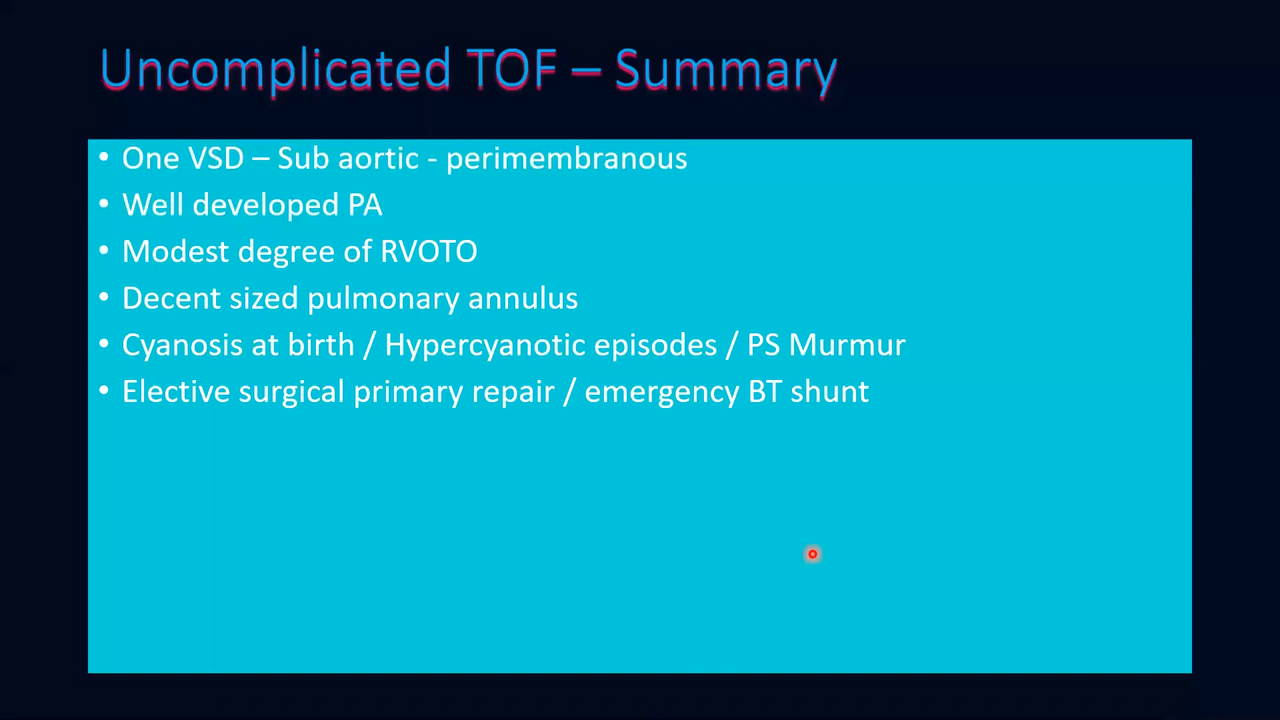 Uncomplicated TOF – Summary
• One VSD – Sub aortic - perimembranous
• Well developed PA
• Modest degree of RVOTO
• Decent sized pulmonary annulus
• Cyanosis at birth / Hypercyanotic episodes / PS Murmur
• Elective surgical primary repair / emergency BT shunt